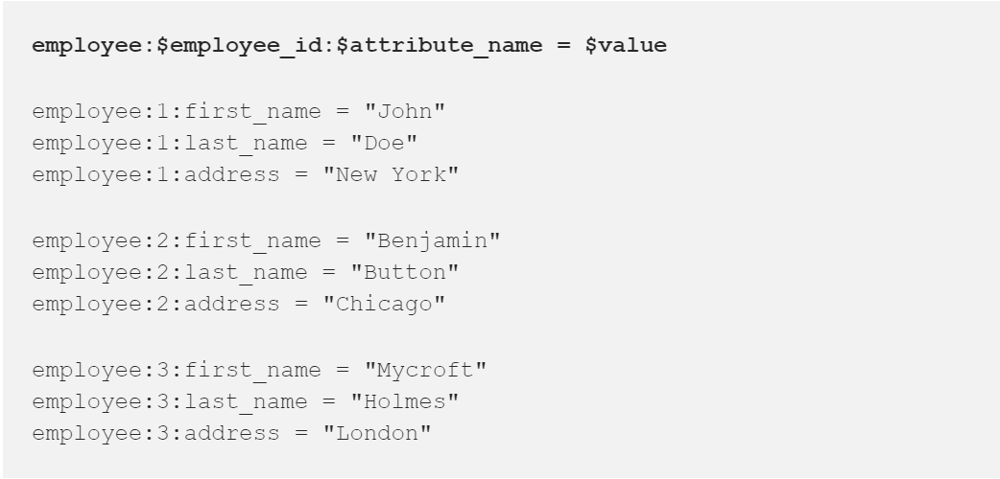 employee:$employee_id:$attribute_name = $value
employee:1:first_name = "John"
employee:1:last_name = "Doe"
employee:1:address = "New York"
employee:2:first_name = "Benjamin"
employee:2:last_name = "Button"
employee:2:address = "Chicago"
employee:3:first_name = "Mycroft"
employee:3:last_name = "Holmes"
employee:3:address = "London"